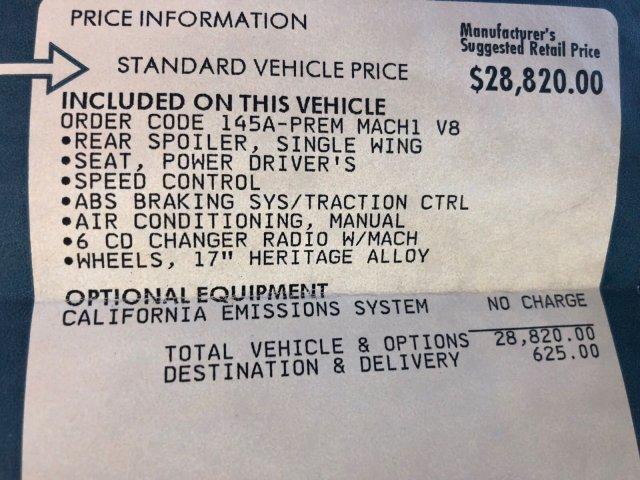 PRICE INFORMATION
Manufacturer's
Suggested Retail Price
STANDARD VEHICLE PRICE $28,820.00
INCLUDED ON THIS VEHICLE
ORDER CODE 145A-PREM MACH1 V8
•REAR SPOILER, SINGLE WING
•SEAT, POWER DRIVER'S
•SPEED CONTROL
•ABS BRAKING SYS/TRACTION CTRL
•AIR CONDITIONING, MANUAL
•6 CD CHANGER RADIO W/MACH
•WHEELS, 17" HERITAGE ALLOY
OPTIONAL EQUIPMENT
CALIFORNIA EMISSIONS SYSTEM NO CHARGE
TOTAL VEHICLE & OPTIONS 28,820.00
DESTINATION & DELIVERY 625.00